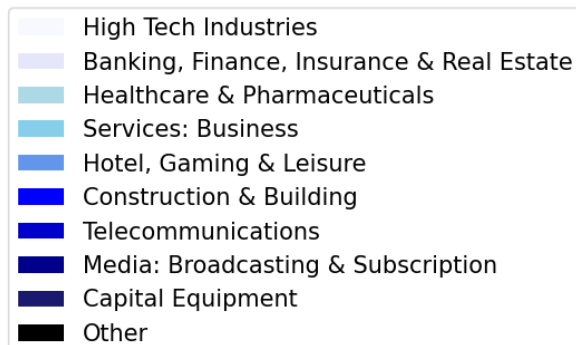 High Tech Industries
Banking, Finance, Insurance & Real Estate
Healthcare & Pharmaceuticals
Services: Business
Hotel, Gaming & Leisure
Construction & Building
Telecommunications
Media: Broadcasting & Subscription
Capital Equipment
Other